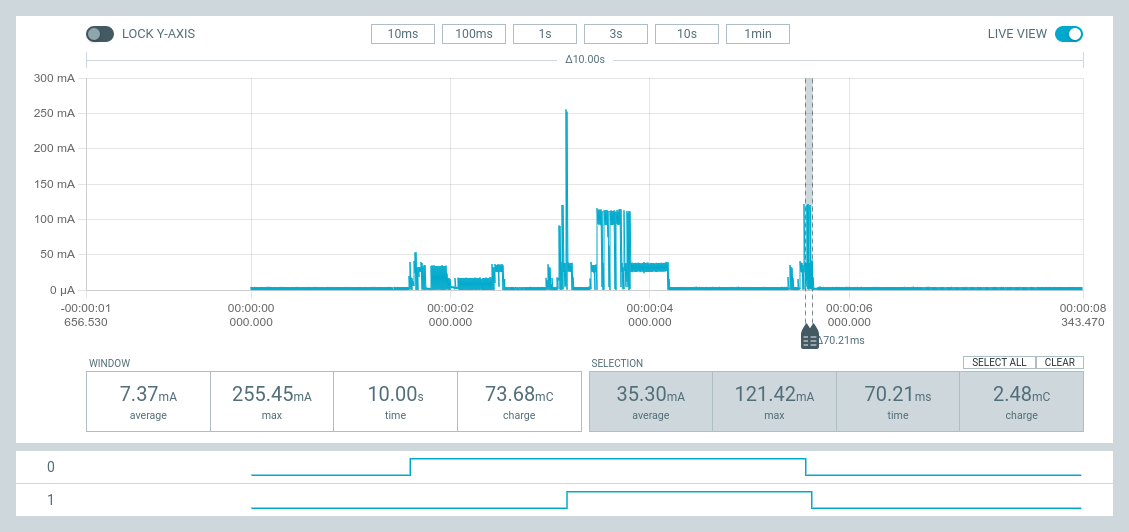 LOCK Y-AXIS 10ms 100ms 1s 3s 10s 1min LIVE VIEW
Δ10.00s
300 mA
250 mA
200 mA
150 mA
100 mA
50 mA
0 µA
-00:00:01 00:00:00 00:00:02 00:00:04 00:00:06 00:00:08
656.530 000.000 000.000 000.000 000.000 343.470
Δ70.21ms
WINDOW SELECTION SELECT ALL CLEAR
7.37mA 255.45mA 10.00s 73.68mC 35.30mA 121.42mA 70.21ms 2.48mC
average max time charge average max time charge
0
1